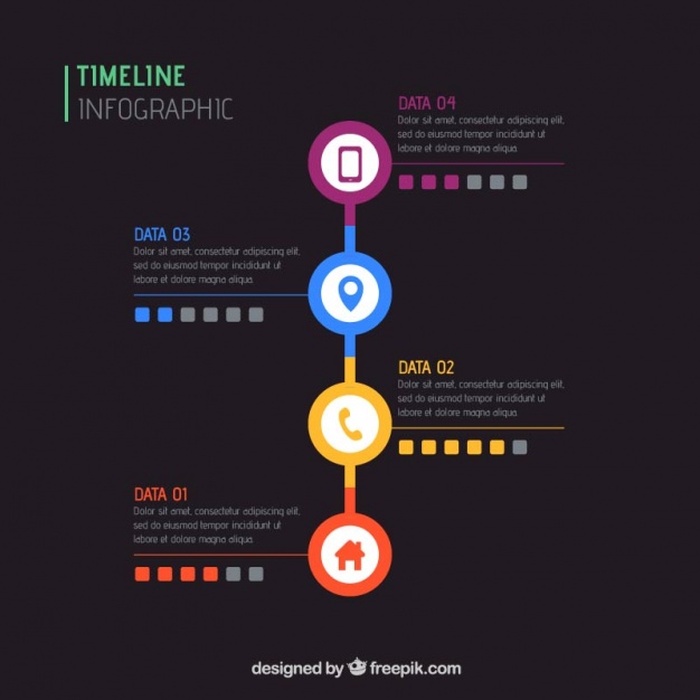 TIMELINE
INFOGRAPHIC
DATA 04
Dolor sit amet, consectetur adipiscing elit,
sed do eiusmod tempor incididunt ut
labore et dolore magna aliqua.
DATA 03
Dolor sit amet, consectetur adipiscing elit,
sed do eiusmod tempor incididunt ut
labore et dolore magna aliqua.
DATA 02
Dolor sit amet, consectetur adipiscing elit,
sed do eiusmod tempor incididunt ut
labore et dolore magna aliqua.
DATA 01
Dolor sit amet, consectetur adipiscing elit,
sed do eiusmod tempor incididunt ut
labore et dolore magna aliqua.
designed by freepik.com